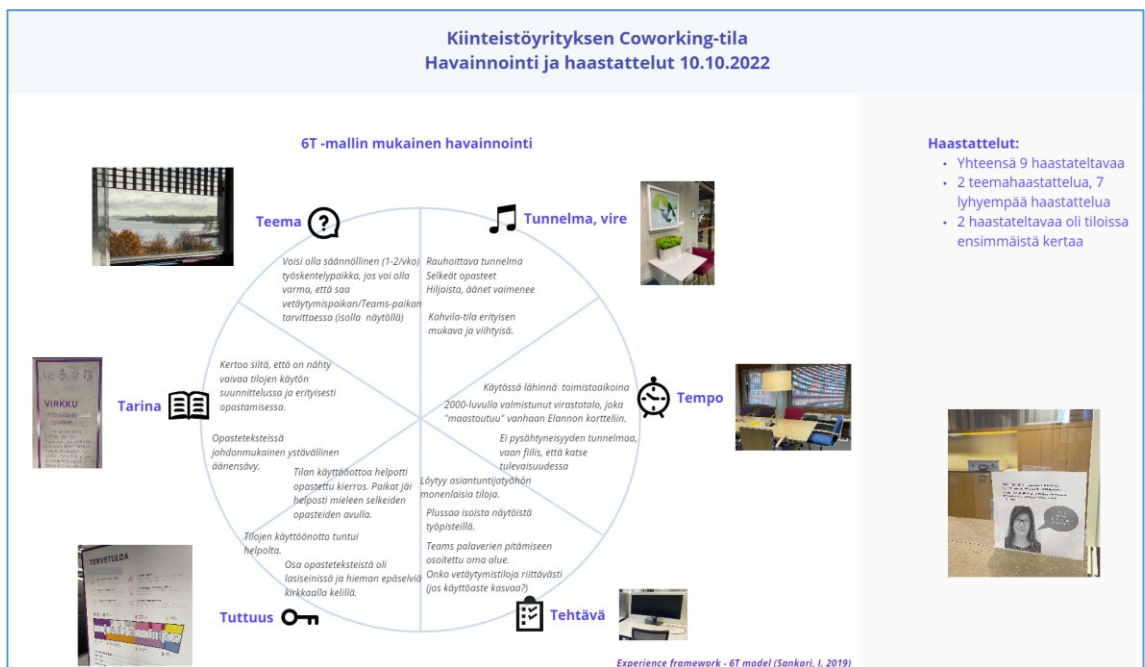 Kiinteistöyrityksen Coworking-tila
Havainnointi ja haastattelut 10.10.2022
6T -mallin mukainen havainnointi
Teema
Voisi olla säännöllinen (1-2/vko)
työskentelypaikka, jos voi olla
varma, että saa
vetäytymispaikan/Teams-paikan
tarvittaessa (isolla näytöllä)
Tunnelma, vire
Rauhoittava tunnelma
Selkeät opasteet
Hiljaista, äänet vaimenee
Kahvila-tila erityisen
mukava ja viihtyisä.
Tarina
Kertoo siitä, että on nähty
vaivaa tilojen käytön
suunnittelussa ja erityisesti
opastamisessa.
Opasteteksteissä
johdonmukainen ystävällinen
äänensävy.
VIRKKU
Tempo
Käytössä lähinnä toimistoaikoina
2000-luvulla valmistunut virastotalo, joka
"maastoutuu" vanhaan Elannon kortteliin.
Ei pysähtyneisyyden tunnelmaa,
vaan fiilis, että katse
tulevaisuudessa
Tilan käyttööottoa helpotti
opastettu kierros. Paikat jäi
helposti mieleen selkeiden
opasteiden avulla.
Tilojen käyttöönotto tuntui
helpolta.
Osa opasteteksteistä oli
lasiseinissä ja hieman epäselviä
kirkkaalla kelillä.
Tuttuus
TERVETULOA
Löytyy asiantuntijatyöhön
monenlaisia tiloja.
Plussaa isoista näytöistä
työpisteillä.
Teams palaverien pitämiseen
osoitettu oma alue.
Onko vetäytymistiloja riittävästi
(jos käyttöaste kasvaa?)
Tehtävä
Experience framework - 6T model (Sankari, I. 2019)
Haastattelut:
• Yhteensä 9 haastateltavaa
• 2 teemahaastattelua, 7
lyhyempää haastattelua
• 2 haastateltavaa oli tiloissa
ensimmäistä kertaa